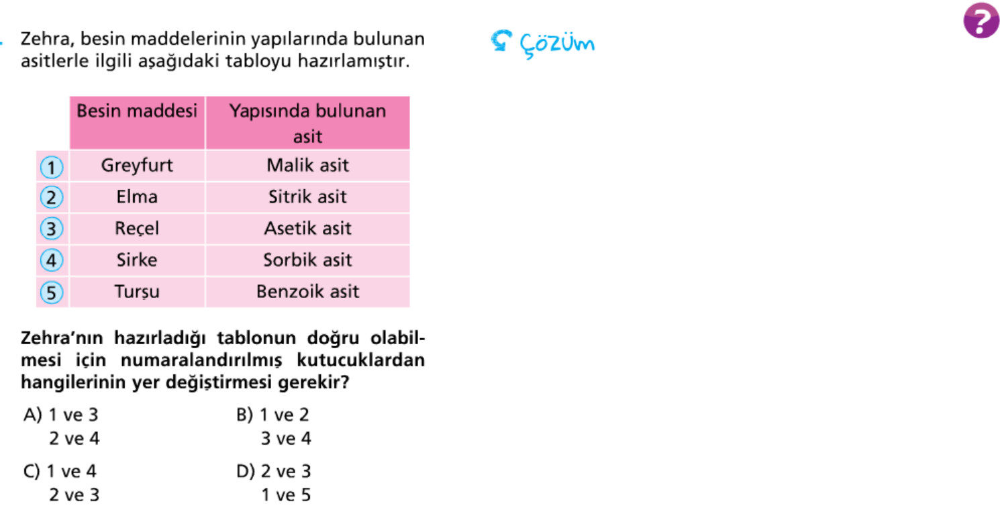 Zehra, besin maddelerinin yapılarında bulunan
asitlerle ilgili aşağıdaki tabloyu hazırlamıştır.
Çözüm
?
Besin maddesi Yapısında bulunan
asit
1 Greyfurt Malik asit
2 Elma Sitrik asit
3 Reçel Asetik asit
4 Sirke Sorbik asit
5 Turşu Benzoik asit
Zehra'nın hazırladığı tablonun doğru olabil-
mesi için numaralandırılmış kutucuklardan
hangilerinin yer değiştirmesi gerekir?
A) 1 ve 3 B) 1 ve 2
2 ve 4 3 ve 4
C) 1 ve 4 D) 2 ve 3
2 ve 3 1 ve 5